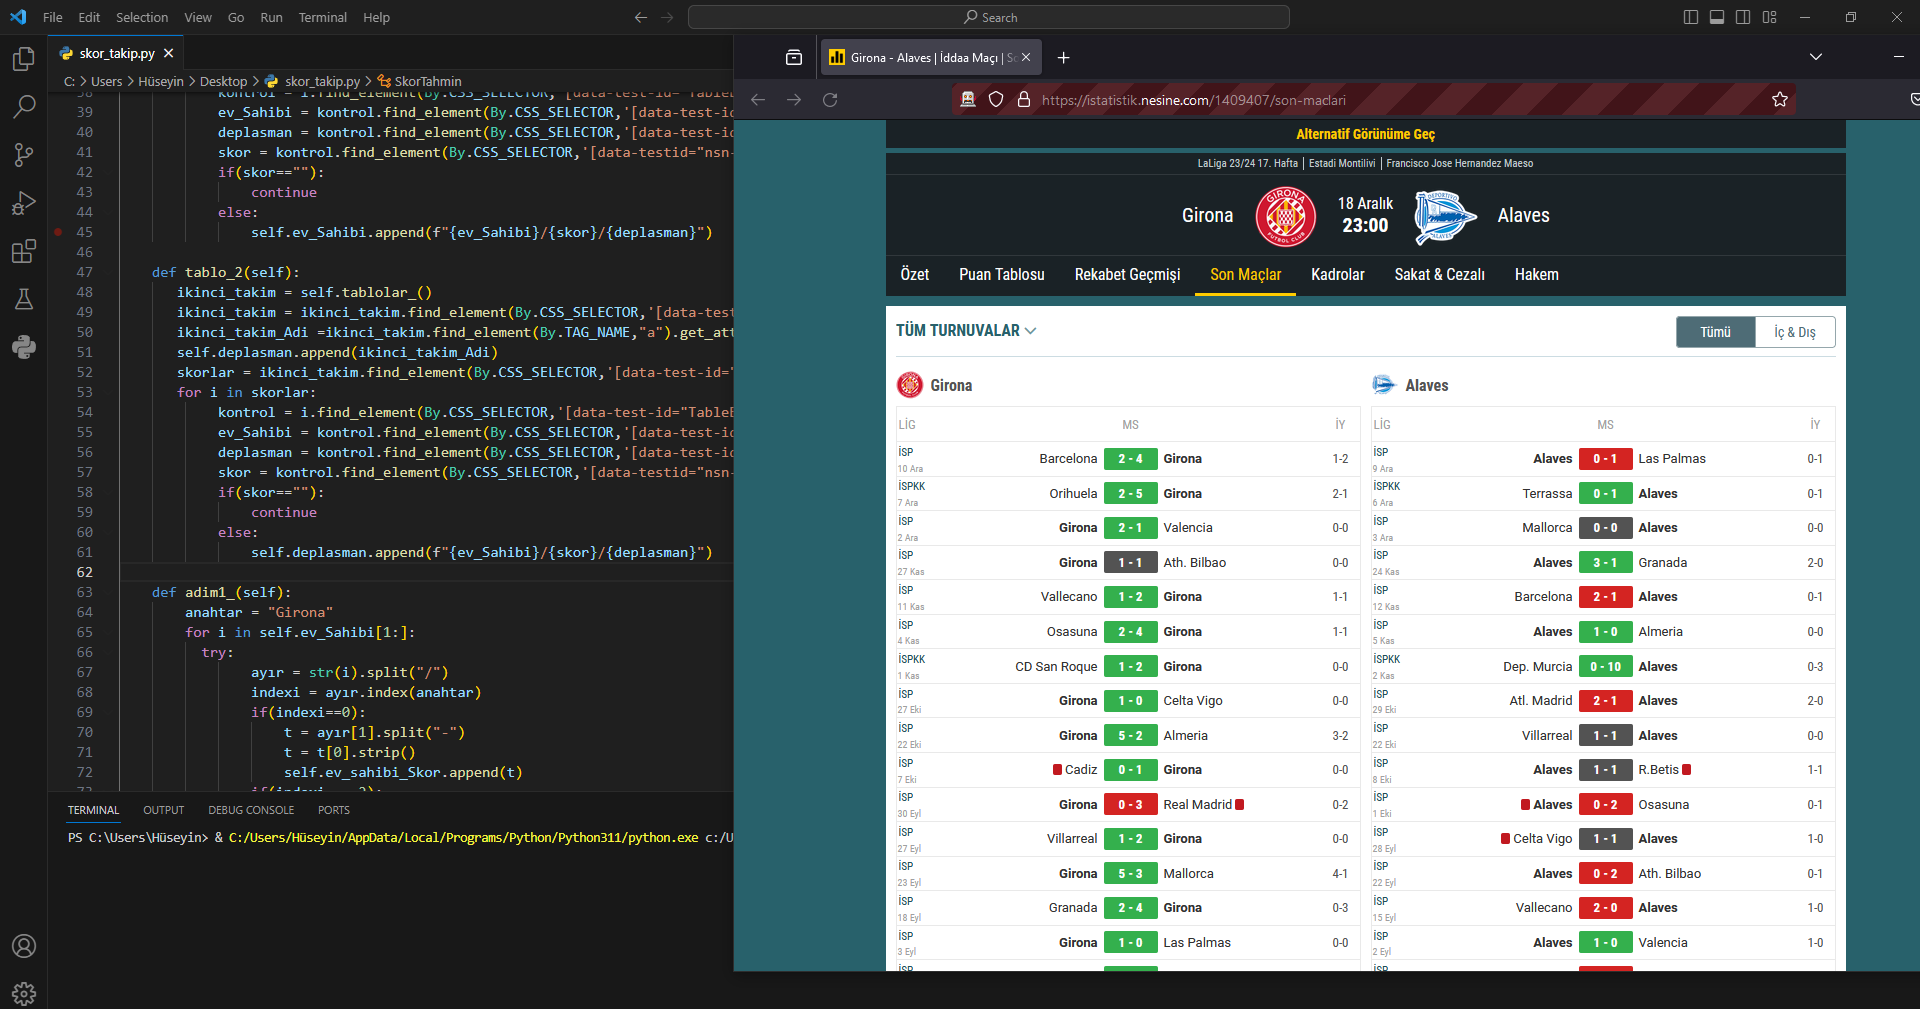 File Edit Selection View Go Run Terminal Help
Search
skor_takip.py
C: > Users > Hüseyin > Desktop > skor_takip.py > SkorTahmin
38 kontrol = i.find_element(By.CSS_SELECTOR,'[data-test-id="TableB
39 ev_Sahibi = kontrol.find_element(By.CSS_SELECTOR,'[data-test-id
40 deplasman = kontrol.find_element(By.CSS_SELECTOR,'[data-test-id
41 skor = kontrol.find_element(By.CSS_SELECTOR,'[data-testid="nsn-
42 if(skor==""):
43 continue
44 else:
45 self.ev_Sahibi.append(f"{ev_Sahibi}/{skor}/{deplasman}")
46
47 def tablo_2(self):
48 ikinci_takim = self.tablolar_()
49 ikinci_takim = ikinci_takim.find_element(By.CSS_SELECTOR,'[data-test
50 ikinci_takim_Adi =ikinci_takim.find_element(By.TAG_NAME,"a").get_att
51 self.deplasman.append(ikinci_takim_Adi)
52 skorlar = ikinci_takim.find_element(By.CSS_SELECTOR,'[data-test-id="
53 for i in skorlar:
54 kontrol = i.find_element(By.CSS_SELECTOR,'[data-test-id="TableB
55 ev_Sahibi = kontrol.find_element(By.CSS_SELECTOR,'[data-test-id
56 deplasman = kontrol.find_element(By.CSS_SELECTOR,'[data-test-id
57 skor = kontrol.find_element(By.CSS_SELECTOR,'[data-testid="nsn-
58 if(skor==""):
59 continue
60 else:
61 self.deplasman.append(f"{ev_Sahibi}/{skor}/{deplasman}")
62
63 def adim1_(self):
64 anahtar = "Girona"
65 for i in self.ev_Sahibi[1:]:
66 try:
67 ayır = str(i).split("/")
68 indexi = ayır.index(anahtar)
69 if(indexi==0):
70 t = ayır[1].split("-")
71 t = t[0].strip()
72 self.ev_sahibi_Skor.append(t)
TERMINAL OUTPUT DEBUG CONSOLE PORTS
PS C:\Users\Hüseyin> & C:/Users/Hüseyin/AppData/Local/Programs/Python/Python311/python.exe c:/U
Girona - Alaves | İddaa Maçı | So
https://istatistik.nesine.com/1409407/son-maclari
Alternatif Görünüme Geç
LaLiga 23/24 17. Hafta | Estadi Montilivi | Francisco Jose Hernandez Maeso
Girona 18 Aralık 23:00 Alaves
Özet Puan Tablosu Rekabet Geçmişi Son Maçlar Kadrolar Sakat & Cezalı Hakem
TÜM TURNUVALAR Tümü İç & Dış
Girona
LİG MS İY
İSP 10 Ara Barcelona 2 - 4 Girona 1-2
İSPKK 7 Ara Orihuela 2 - 5 Girona 2-1
İSP 2 Ara Girona 2 - 1 Valencia 0-0
İSP 27 Kas Girona 1 - 1 Ath. Bilbao 0-0
İSP 11 Kas Vallecano 1 - 2 Girona 1-1
İSP 4 Kas Osasuna 2 - 4 Girona 1-1
İSPKK 1 Kas CD San Roque 1 - 2 Girona 0-0
İSP 27 Eki Girona 1 - 0 Celta Vigo 0-0
İSP 22 Eki Girona 5 - 2 Almeria 3-2
İSP 7 Eki Cadiz 0 - 1 Girona 0-0
İSP 30 Eyl Girona 0 - 3 Real Madrid 0-2
İSP 27 Eyl Villarreal 1 - 2 Girona 0-0
İSP 23 Eyl Girona 5 - 3 Mallorca 4-1
İSP 18 Eyl Granada 2 - 4 Girona 0-3
İSP 3 Eyl Girona 1 - 0 Las Palmas 0-0
İSP
Alaves
LİG MS İY
İSP 9 Ara Alaves 0 - 1 Las Palmas 0-1
İSPKK 6 Ara Terrassa 0 - 1 Alaves 0-1
İSP 3 Ara Mallorca 0 - 0 Alaves 0-0
İSP 24 Kas Alaves 3 - 1 Granada 2-0
İSP 12 Kas Barcelona 2 - 1 Alaves 0-1
İSP 5 Kas Alaves 1 - 0 Almeria 0-0
İSPKK 2 Kas Dep. Murcia 0 - 10 Alaves 0-3
İSP 29 Eki Atl. Madrid 2 - 1 Alaves 2-0
İSP 22 Eki Villarreal 1 - 1 Alaves 0-0
İSP 8 Eki Alaves 1 - 1 R.Betis 1-1
İSP 1 Eki Alaves 0 - 2 Osasuna 0-1
İSP 28 Eyl Celta Vigo 1 - 1 Alaves 1-0
İSP 22 Eyl Alaves 0 - 2 Ath. Bilbao 0-1
İSP 15 Eyl Vallecano 2 - 0 Alaves 1-0
İSP 2 Eyl Alaves 1 - 0 Valencia 1-0
İSP